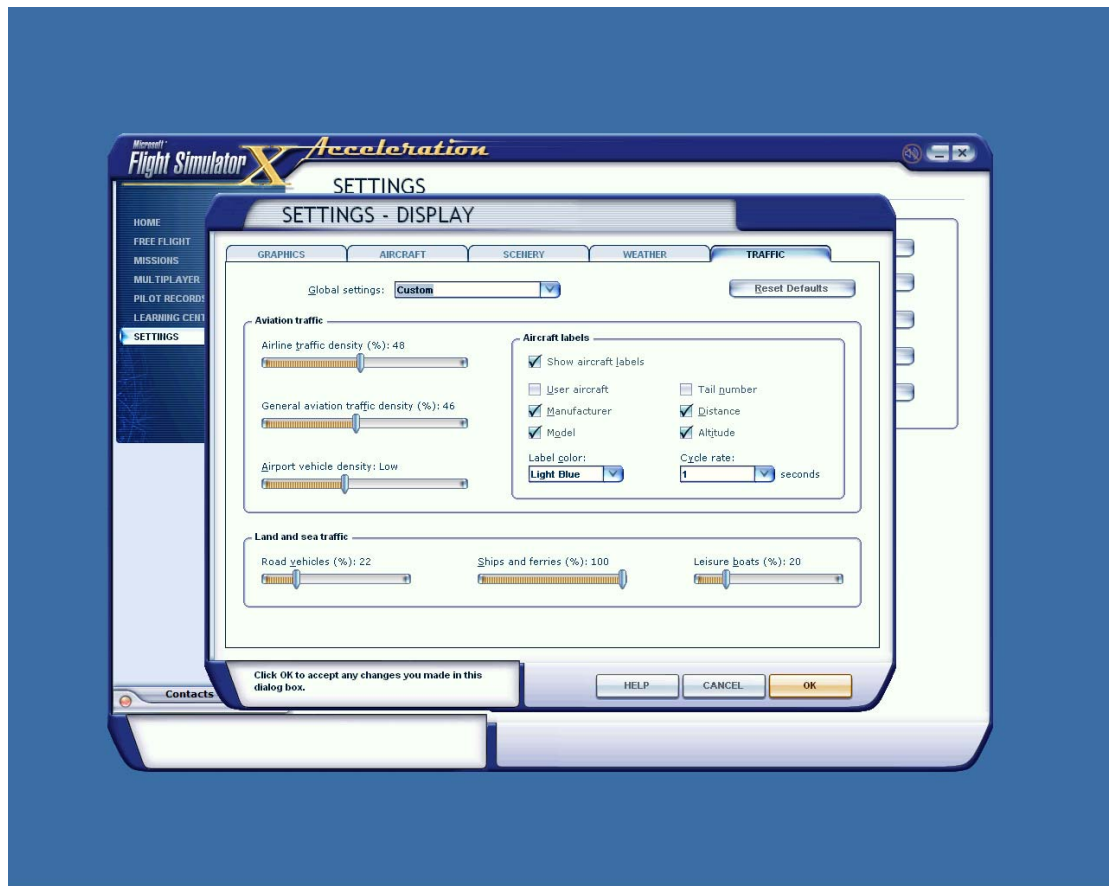 Microsoft
Flight Simulator X Acceleration
SETTINGS
HOME
FREE FLIGHT
MISSIONS
MULTIPLAYER
PILOT RECORDS
LEARNING CENT
SETTINGS
SETTINGS - DISPLAY
GRAPHICS AIRCRAFT SCENERY WEATHER TRAFFIC
Global settings: Custom Reset Defaults
Aviation traffic
Airline traffic density (%): 48
General aviation traffic density (%): 46
Airport vehicle density: Low
Aircraft labels
Show aircraft labels
User aircraft Tail number
Manufacturer Distance
Model Altitude
Label color: Cycle rate:
Light Blue 1 seconds
Land and sea traffic
Road vehicles (%): 22 Ships and ferries (%): 100 Leisure boats (%): 20
Click OK to accept any changes you made in this
dialog box.
HELP CANCEL OK
Contacts